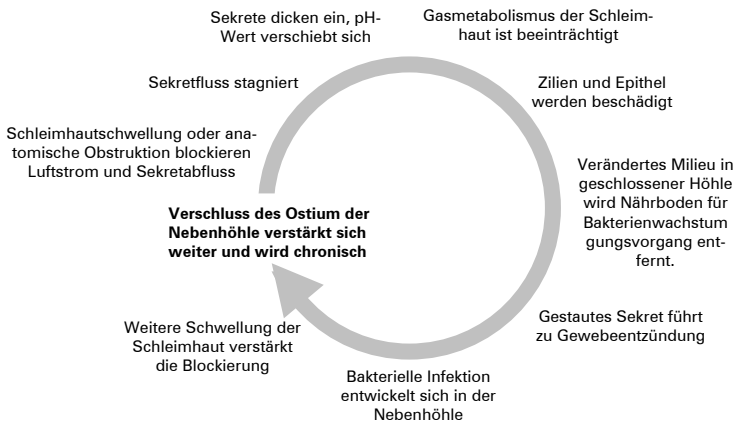 Sekrete dicken ein, pH-
Wert verschiebt sich
Gasmetabolismus der Schleim-
haut ist beeinträchtigt
Sekretfluss stagniert
Zilien und Epithel
werden beschädigt
Schleimhautschwellung oder ana-
tomische Obstruktion blockieren
Luftstrom und Sekretabfluss
Verändertes Milieu in
geschlossener Höhle
wird Nährboden für
Bakterienwachstum
gungsvorgang ent-
fernt.
Verschluss des Ostium der
Nebenhöhle verstärkt sich
weiter und wird chronisch
Gestautes Sekret führt
zu Gewebeentzündung
Weitere Schwellung der
Schleimhaut verstärkt
die Blockierung
Bakterielle Infektion
entwickelt sich in der
Nebenhöhle